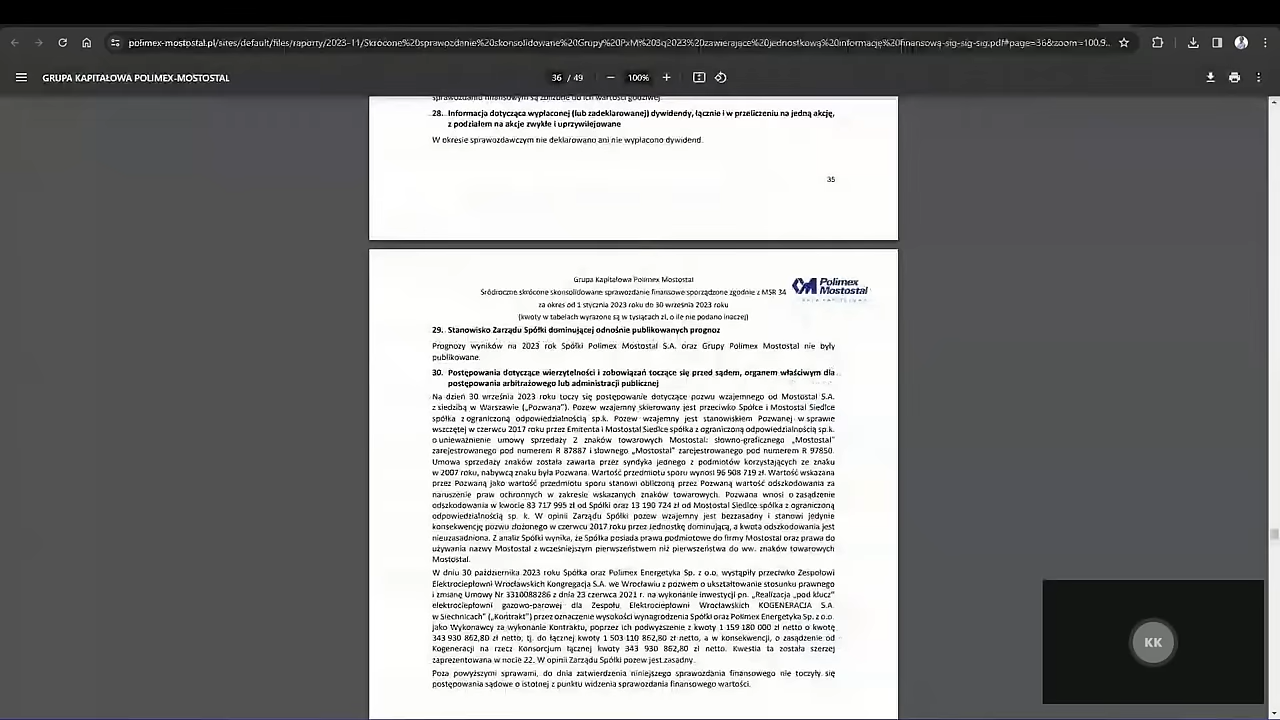 polimex-mostostal.pl/sites/default/files/raporty/2023-11/Skrócone%20sprawozdanie%20skonsolidowane%20Grupy%20PxM%203q2023%20zawierające%20jednostkową%20informację%20finansową-sig-sig-sig.pdf#page=36&zoom=100,9...
GRUPA KAPITAŁOWA POLIMEX-MOSTOSTAL
36 / 49
100%
sprawozdaniu finansowym są zbliżone do ich wartości godziwej.
28. Informacja dotycząca wypłaconej (lub zadeklarowanej) dywidendy, łącznie i w przeliczeniu na jedną akcję,
z podziałem na akcje zwykłe i uprzywilejowane
W okresie sprawozdawczym nie deklarowano ani nie wypłacono dywidend.
35
Grupa Kapitałowa Polimex Mostostal
Śródroczne skrócone skonsolidowane sprawozdanie finansowe sporządzone zgodnie z MSR 34
za okres od 1 stycznia 2023 roku do 30 września 2023 roku
(kwoty w tabelach wyrażone są w tysiącach zł, o ile nie podano inaczej)
Polimex
Mostostal
29. Stanowisko Zarządu Spółki dominującej odnośnie publikowanych prognoz
Prognozy wyników na 2023 rok Spółki Polimex Mostostal S.A. oraz Grupy Polimex Mostostal nie były
publikowane.
30. Postępowania dotyczące wierzytelności i zobowiązań toczące się przed sądem, organem właściwym dla
postępowania arbitrażowego lub administracji publicznej
Na dzień 30 września 2023 roku toczy się postępowanie dotyczące pozwu wzajemnego od Mostostal S.A.
z siedzibą w Warszawie („Pozwana”). Pozew wzajemny skierowany jest przeciwko Spółce i Mostostal Siedlce
spółka z ograniczoną odpowiedzialnością sp.k. Pozew wzajemny jest stanowiskiem Pozwanej w sprawie
wszczętej w czerwcu 2017 roku przez Emitenta i Mostostal Siedlce spółka z ograniczoną odpowiedzialnością sp.k.
o unieważnienie umowy sprzedaży 2 znaków towarowych Mostostal: słowno-graficznego „Mostostal”
zarejestrowanego pod numerem R 87887 i słownego „Mostostal” zarejestrowanego pod numerem R 97850.
Umowa sprzedaży znaków została zawarta przez syndyka jednego z podmiotów korzystających ze znaku
w 2007 roku, nabywcą znaku była Pozwana. Wartość przedmiotu sporu wynosi 96 908 719 zł. Wartość wskazana
przez Pozwaną jako wartość przedmiotu sporu stanowi obliczoną przez Pozwaną wartość odszkodowania za
naruszenie praw ochronnych w zakresie wskazanych znaków towarowych. Pozwana wnosi o zasądzenie
odszkodowania w kwocie 83 717 995 zł od Spółki oraz 13 190 724 zł od Mostostal Siedlce spółka z ograniczoną
odpowiedzialnością sp. k. W opinii Zarządu Spółki pozew wzajemny jest bezzasadny i stanowi jedynie
konsekwencję pozwu złożonego w czerwcu 2017 roku przez Jednostkę dominującą, a kwota odszkodowania jest
nieuzasadniona. Z analiz Spółki wynika, że Spółka posiada prawa podmiotowe do firmy Mostostal oraz prawa do
używania nazwy Mostostal z wcześniejszym pierwszeństwem niż pierwszeństwa do ww. znaków towarowych
Mostostal.
W dniu 30 października 2023 roku Spółka oraz Polimex Energetyka Sp. z o.o. wystąpiły przeciwko Zespołowi
Elektrociepłowni Wrocławskich Kongregacja S.A. we Wrocławiu z pozwem o ukształtowanie stosunku prawnego
i zmianę Umowy Nr 3310088286 z dnia 23 czerwca 2021 r. na wykonanie inwestycji pn. „Realizacja „pod klucz”
elektrociepłowni gazowo-parowej dla Zespołu Elektrociepłowni Wrocławskich KOGENERACJA S.A.
w Siechnicach” („Kontrakt”) przez oznaczenie wysokości wynagrodzenia Spółki oraz Polimex Energetyka Sp. z o.o.
jako Wykonawcy za wykonanie Kontraktu, poprzez ich podwyższenie z kwoty 1 159 180 000 zł netto o kwotę
343 930 862,80 zł netto, tj. do łącznej kwoty 1 503 110 862,80 zł netto, a w konsekwencji, o zasądzenie od
Kogeneracji na rzecz Konsorcjum łącznej kwoty 343 930 862,80 zł netto. Kwestia ta została szerzej
zaprezentowana w nocie 22. W opinii Zarządu Spółki pozew jest zasadny.
Poza powyższymi sprawami, do dnia zatwierdzenia niniejszego sprawozdania finansowego nie toczyły się
postępowania sądowe o istotnej z punktu widzenia sprawozdania finansowego wartości.
KK